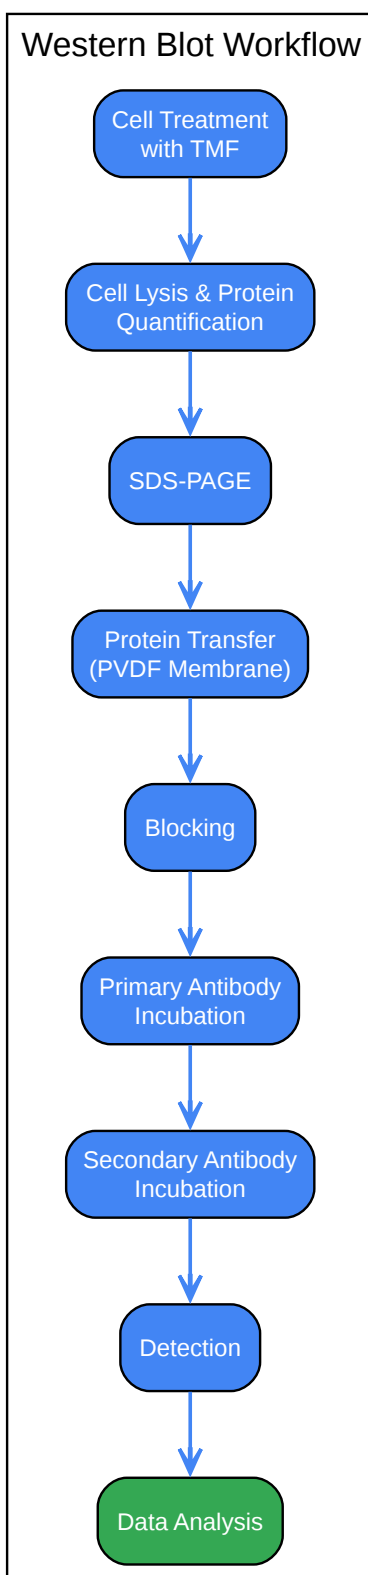 Western Blot Workflow
Cell Treatment
with TMF
Cell Lysis & Protein
Quantification
SDS-PAGE
Protein Transfer
(PVDF Membrane)
Blocking
Primary Antibody
Incubation
Secondary Antibody
Incubation
Detection
Data Analysis